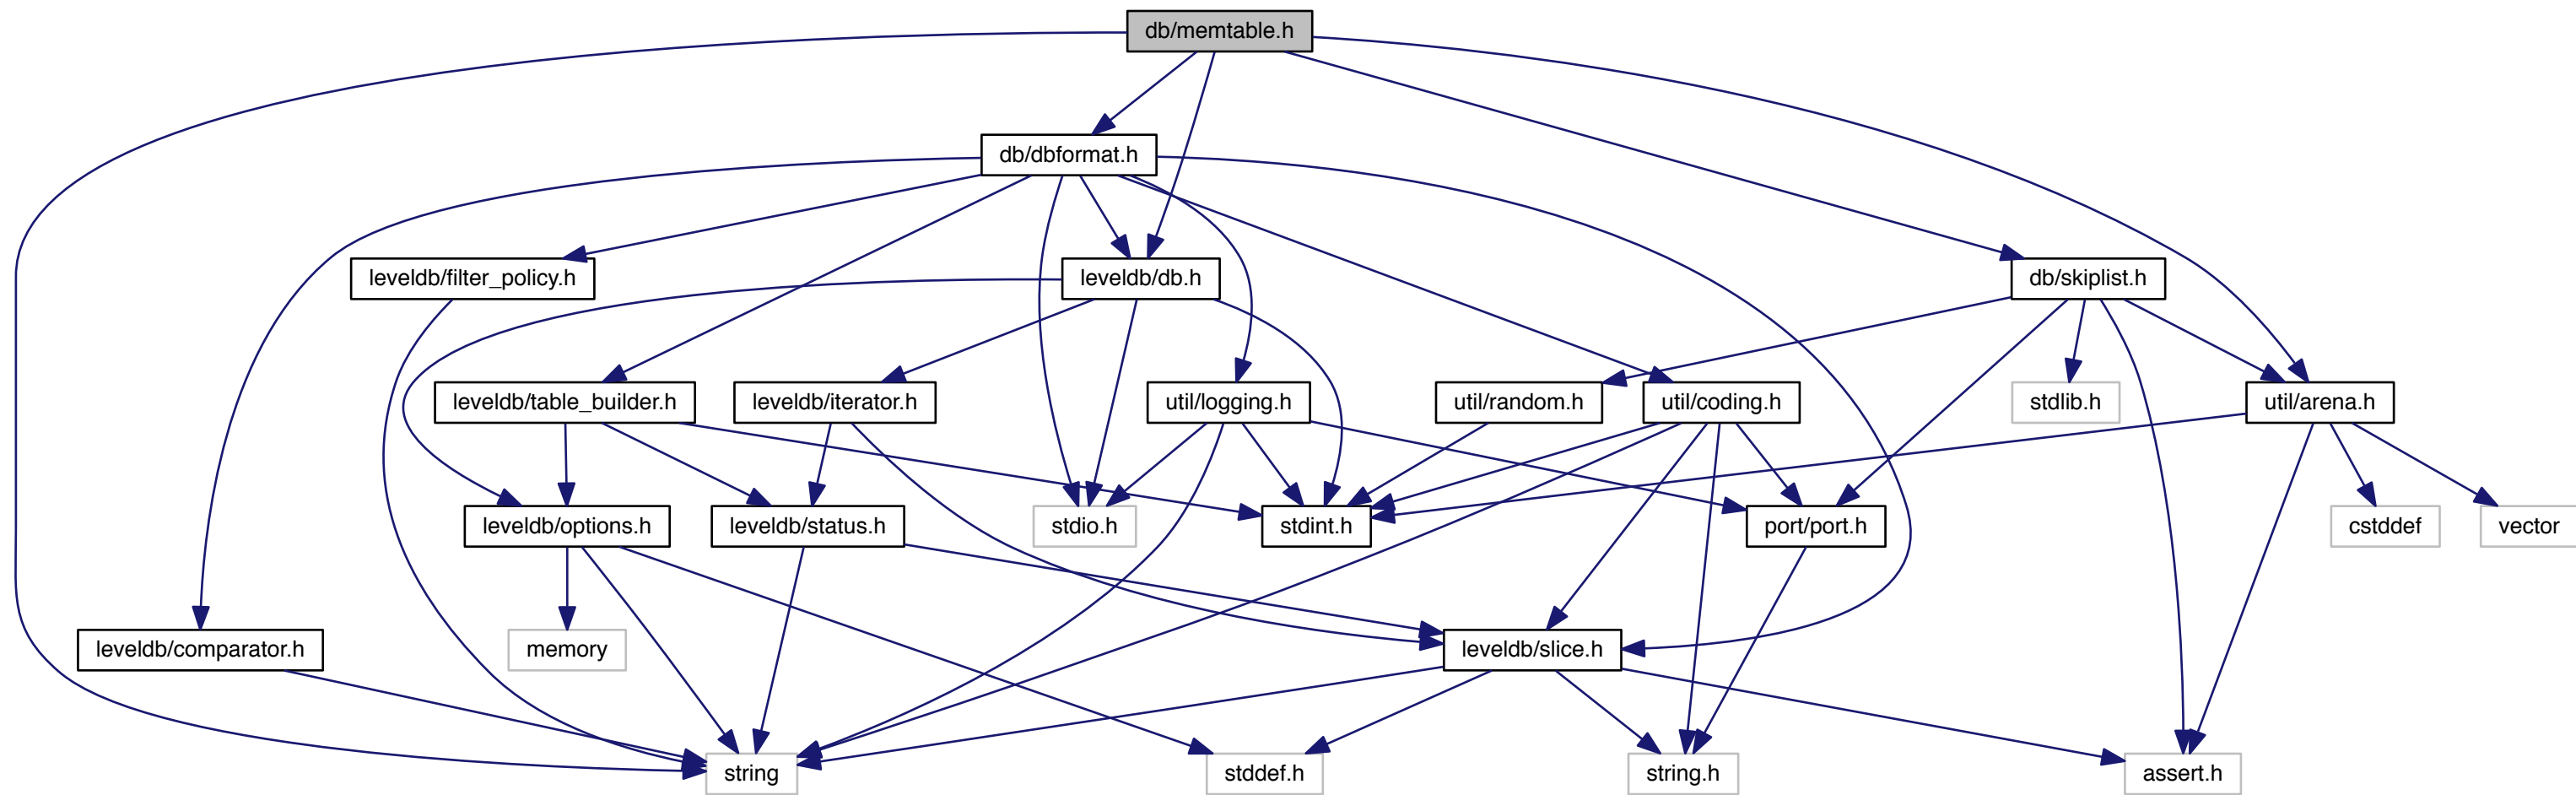 db/memtable.h
db/dbformat.h
leveldb/filter_policy.h
leveldb/db.h
db/skiplist.h
leveldb/table_builder.h
leveldb/iterator.h
util/logging.h
util/random.h
util/coding.h
stdlib.h
util/arena.h
leveldb/options.h
leveldb/status.h
stdio.h
stdint.h
port/port.h
cstddef
vector
leveldb/comparator.h
memory
leveldb/slice.h
string
stddef.h
string.h
assert.h